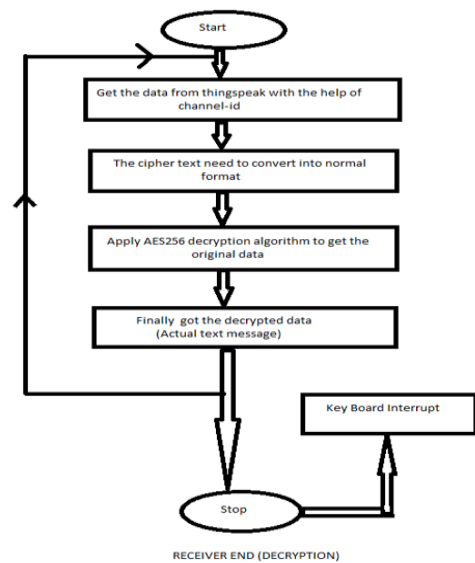 Start
Get the data from thingspeak with the help of
channel-id
The cipher text need to convert into normal
format
Apply AES256 decryption algorithm to get the
original data
Finally got the decrypted data
(Actual text message)
Key Board Interrupt
Stop
RECEIVER END (DECRYPTION)